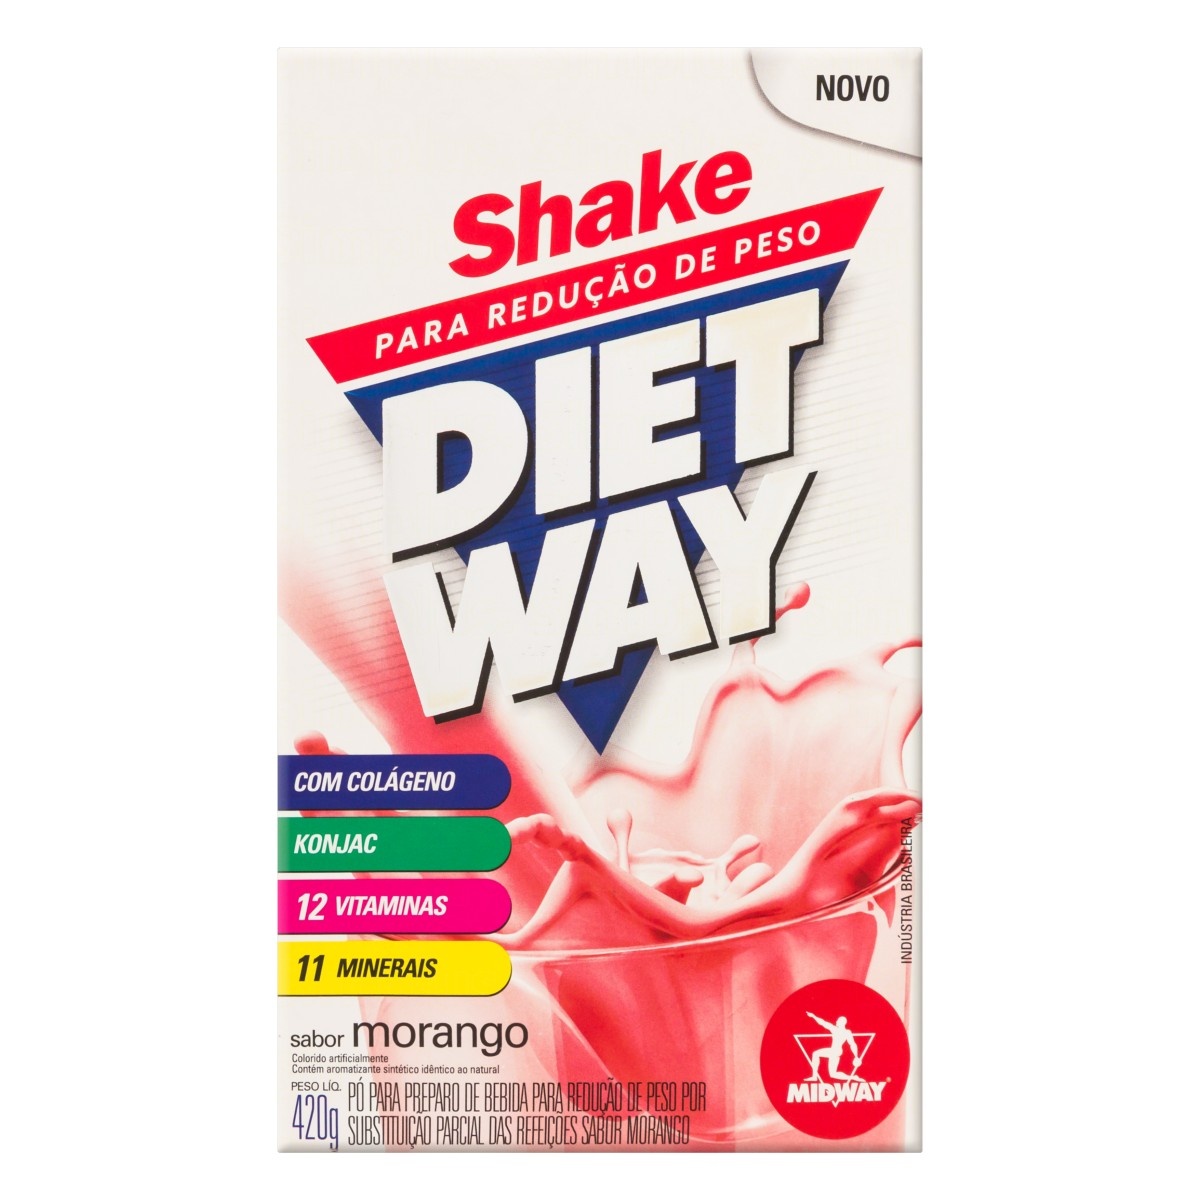 NOVO
Shake
PARA REDUÇÃO DE PESO
DIET
WAY
COM COLÁGENO
KONJAC
12 VITAMINAS
11 MINERAIS
sabor morango
Colorido artificialmente
Contém aromatizante sintético idêntico ao natural
PESO LÍQ.
420g
PÓ PARA PREPARO DE BEBIDA PARA REDUÇÃO DE PESO POR
SUBSTITUIÇÃO PARCIAL DAS REFEIÇÕES SABOR MORANGO
INDÚSTRIA BRASILEIRA
MIDWAY®